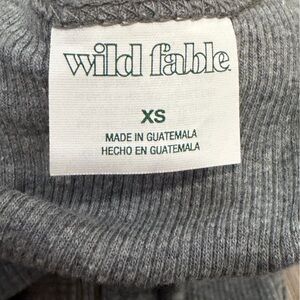 wild fable
XS
MADE IN GUATEMALA
HECHO EN GUATEMALA